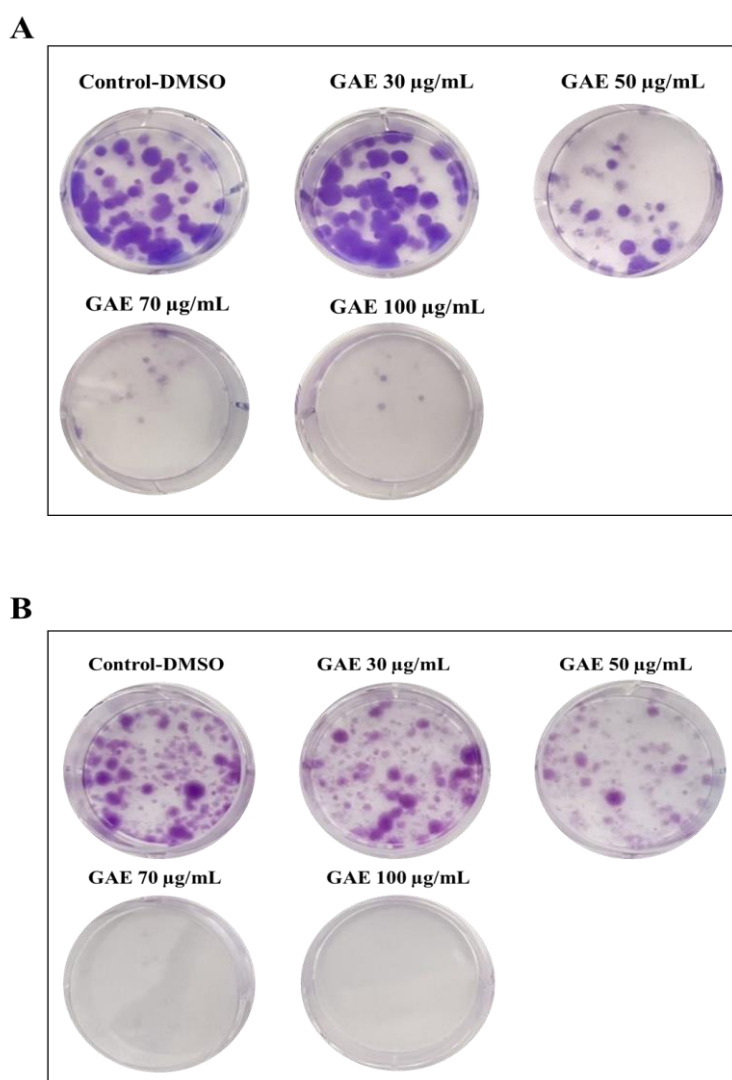 A
Control-DMSO GAE 30 µg/mL GAE 50 µg/mL
GAE 70 µg/mL GAE 100 µg/mL
B
Control-DMSO GAE 30 µg/mL GAE 50 µg/mL
GAE 70 µg/mL GAE 100 µg/mL